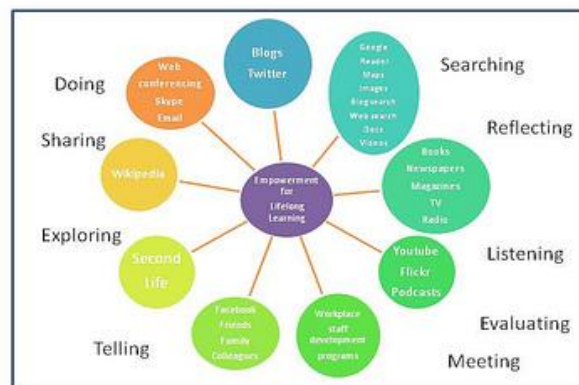 Blogs
Twitter
Google
Reader
Maps
Images
Blogsearch
Web search
Docs
Videos
Searching
Doing
Web
conferencing
Skype
Email
Reflecting
Sharing
Wikipedia
Empowerment
for
Lifelong
Learning
Books
Newspapers
Magazines
TV
Radio
Exploring
Second
Life
Youtube
Flickr
Podcasts
Listening
Telling
Facebook
Friends
Family
Colleagues
Workplace
staff
development
programs
Evaluating
Meeting